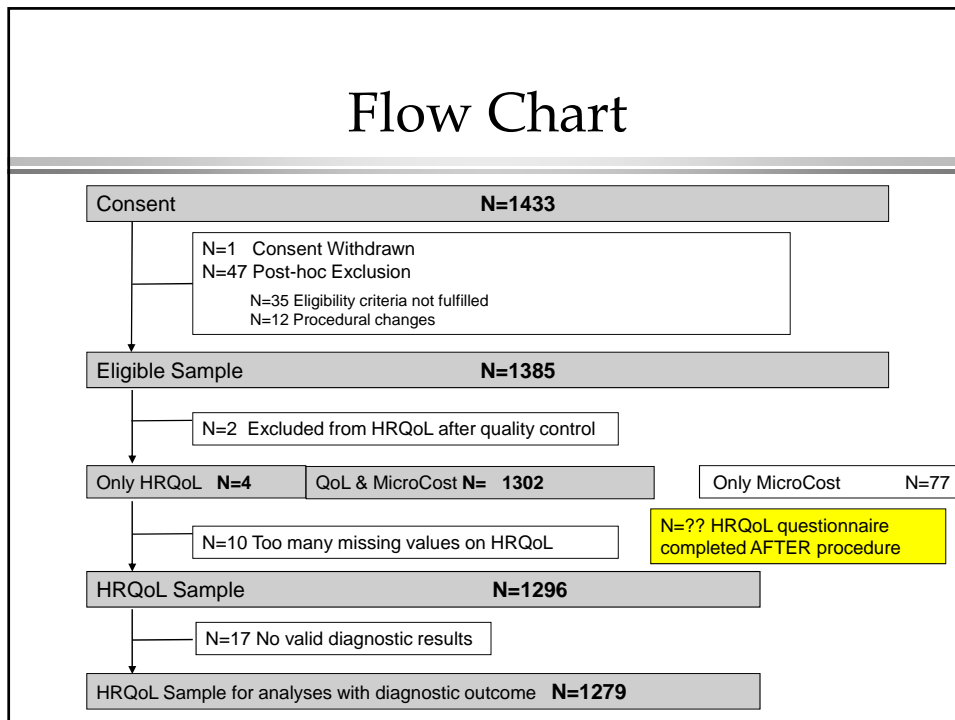 Flow Chart
Consent N=1433
N=1 Consent Withdrawn
N=47 Post-hoc Exclusion
N=35 Eligibility criteria not fulfilled
N=12 Procedural changes
Eligible Sample N=1385
N=2 Excluded from HRQoL after quality control
Only HRQoL N=4
QoL & MicroCost N= 1302
Only MicroCost N=77
N=10 Too many missing values on HRQoL
N=?? HRQoL questionnaire
completed AFTER procedure
HRQoL Sample N=1296
N=17 No valid diagnostic results
HRQoL Sample for analyses with diagnostic outcome N=1279